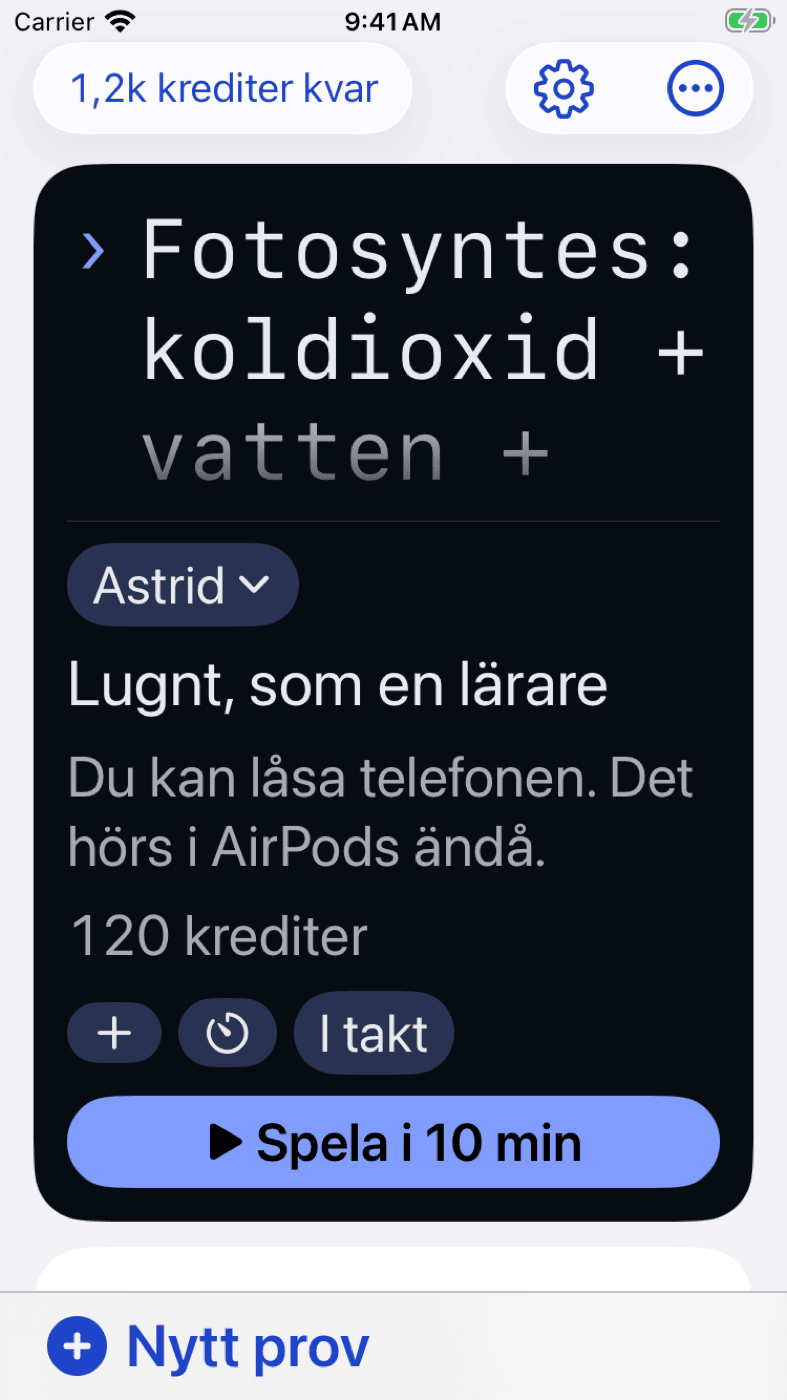 Carrier 9:41 AM
1,2k krediter kvar
› Fotosyntes:
koldioxid +
vatten +
Astrid
Lugnt, som en lärare
Du kan låsa telefonen. Det
hörs i AirPods ändå.
120 krediter
+ I takt
Spela i 10 min
Nytt prov